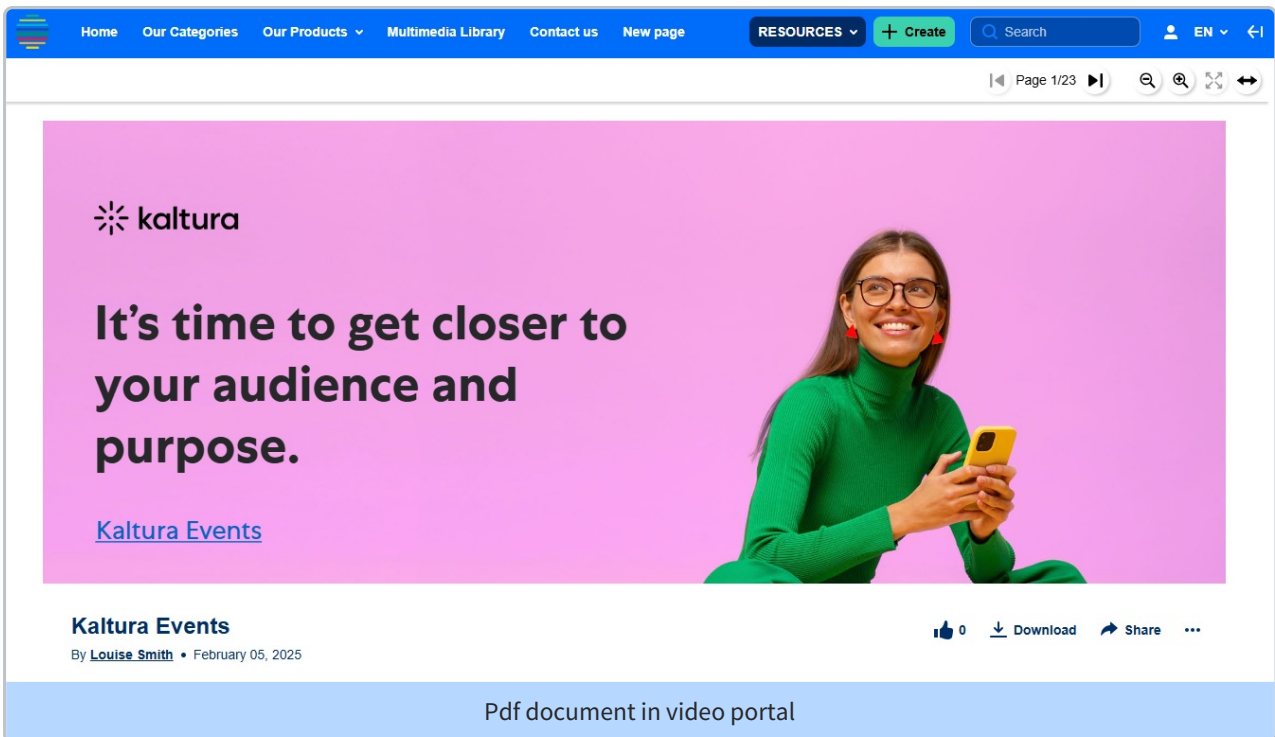 Home Our Categories Our Products Multimedia Library Contact us New page RESOURCES + Create Search EN
Page 1/23
kaltura
It's time to get closer to
your audience and
purpose.
Kaltura Events
Kaltura Events
0 Download Share ...
By Louise Smith • February 05, 2025
Pdf document in video portal